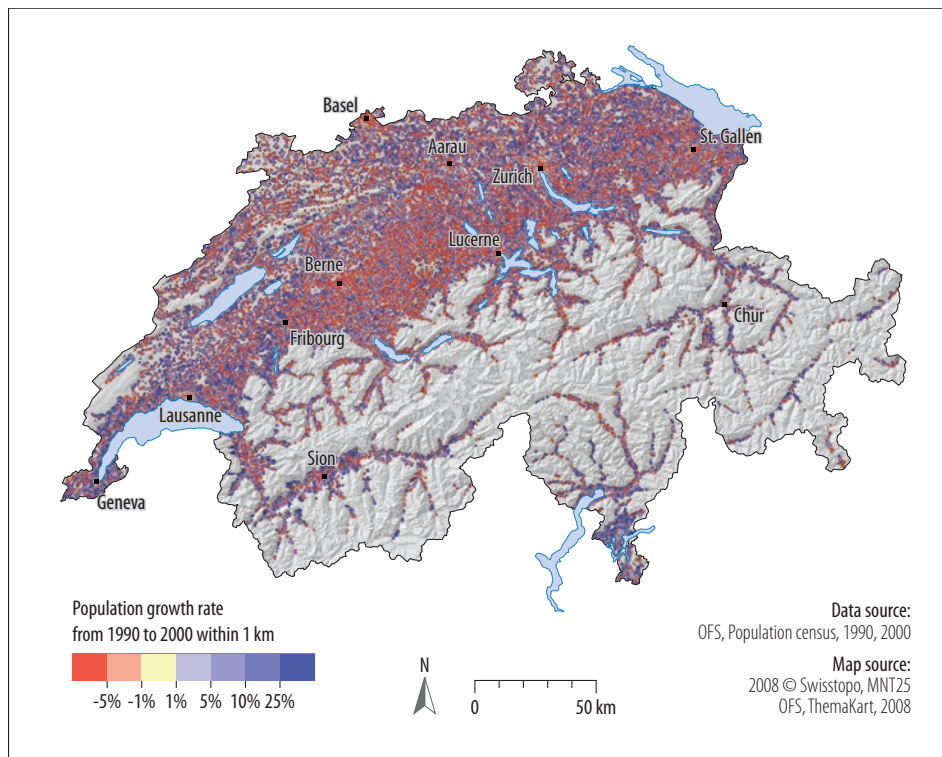 Basel
Aarau
St. Gallen
Zurich
Lucerne
Berne
Chur
Fribourg
Lausanne
Sion
Geneva
Population growth rate
from 1990 to 2000 within 1 km
-5% -1% 1% 5% 10% 25%
N
0 50 km
Data source:
OFS, Population census, 1990, 2000
Map source:
2008 © Swisstopo, MNT25
OFS, ThemaKart, 2008